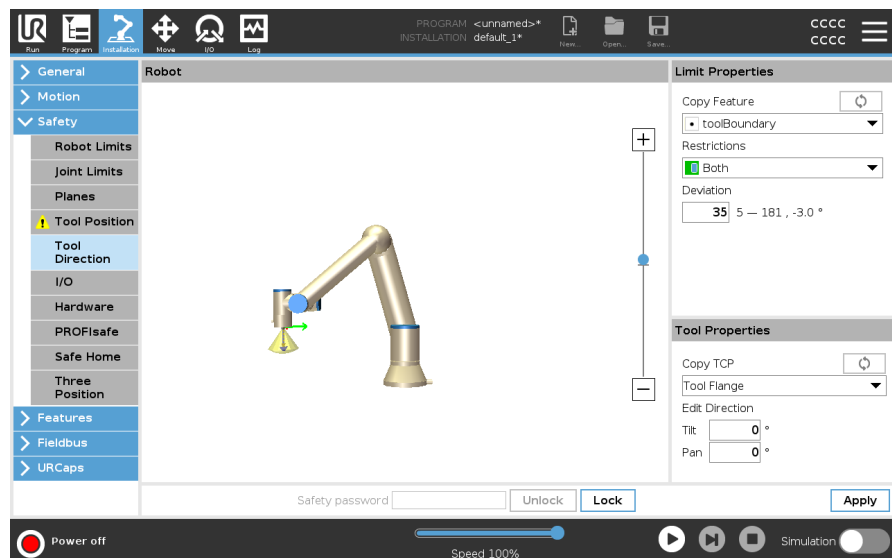 PROGRAM <unnamed>*
INSTALLATION default_1*
CCCC
CCCC
Run
Program
Installation
Move
I/O
Log
New...
Open...
Save...
General
Motion
Safety
Robot Limits
Joint Limits
Planes
Tool Position
Tool
Direction
I/O
Hardware
PROFIsafe
Safe Home
Three
Position
Features
Fieldbus
URCaps
Robot
Limit Properties
Copy Feature
toolBoundary
Restrictions
Both
Deviation
35 5 — 181 , -3.0 °
Tool Properties
Copy TCP
Tool Flange
Edit Direction
Tilt 0 °
Pan 0 °
Safety password
Unlock
Lock
Apply
Power off
Speed 100%
Simulation